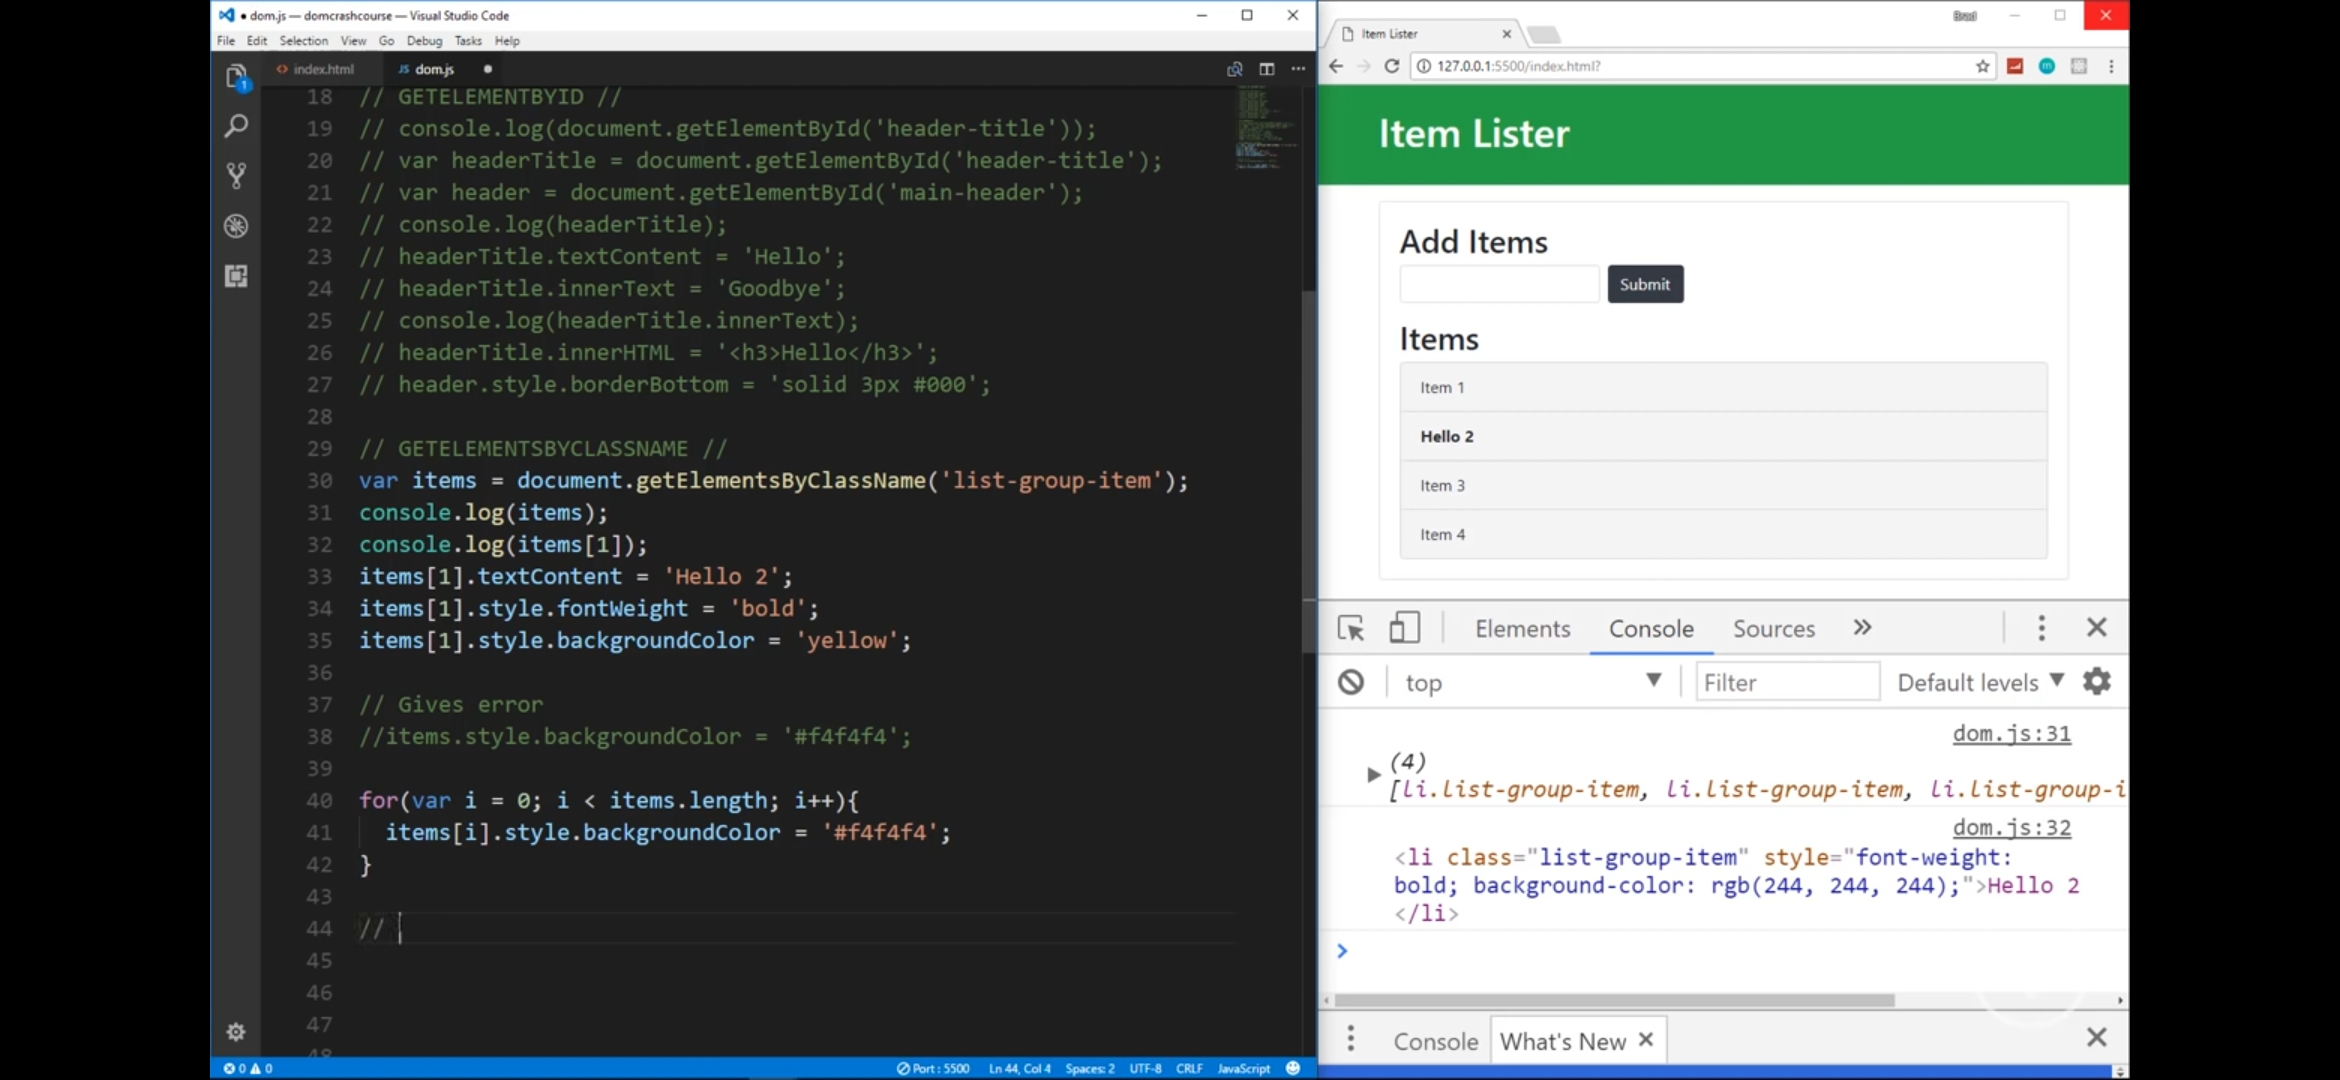 ● dom.js — domcrashcourse — Visual Studio Code
File Edit Selection View Go Debug Tasks Help
<> index.html JS dom.js ●
1
18 // GETELEMENTBYID //
19 // console.log(document.getElementById('header-title'));
20 // var headerTitle = document.getElementById('header-title');
21 // var header = document.getElementById('main-header');
22 // console.log(headerTitle);
23 // headerTitle.textContent = 'Hello';
24 // headerTitle.innerText = 'Goodbye';
25 // console.log(headerTitle.innerText);
26 // headerTitle.innerHTML = '<h3>Hello</h3>';
27 // header.style.borderBottom = 'solid 3px #000';
28
29 // GETELEMENTSBYCLASSNAME //
30 var items = document.getElementsByClassName('list-group-item');
31 console.log(items);
32 console.log(items[1]);
33 items[1].textContent = 'Hello 2';
34 items[1].style.fontWeight = 'bold';
35 items[1].style.backgroundColor = 'yellow';
36
37 // Gives error
38 //items.style.backgroundColor = '#f4f4f4';
39
40 for(var i = 0; i < items.length; i++){
41 items[i].style.backgroundColor = '#f4f4f4';
42 }
43
44 //
45
46
47
48
0 0 Port : 5500 Ln 44, Col 4 Spaces: 2 UTF-8 CRLF JavaScript
Brad
Item Lister
127.0.0.1:5500/index.html?
Item Lister
Add Items
Submit
Items
Item 1
Hello 2
Item 3
Item 4
Elements Console Sources »
top Filter Default levels
dom.js:31
(4)
[li.list-group-item, li.list-group-item, li.list-group-i
dom.js:32
<li class="list-group-item" style="font-weight:
bold; background-color: rgb(244, 244, 244);">Hello 2
</li>
>
Console What's New